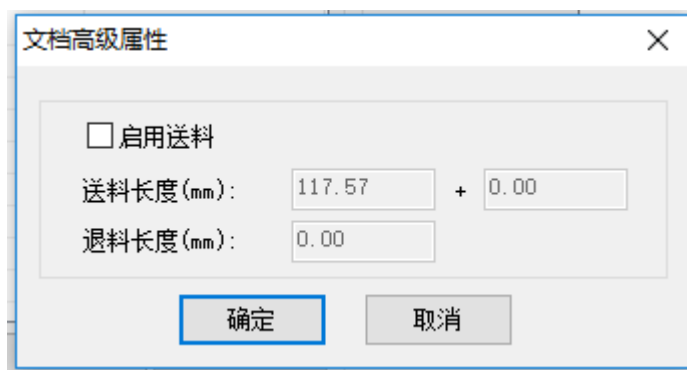 文档高级属性
启用送料
送料长度(mm): 117.57 + 0.00
退料长度(mm): 0.00
确定 取消